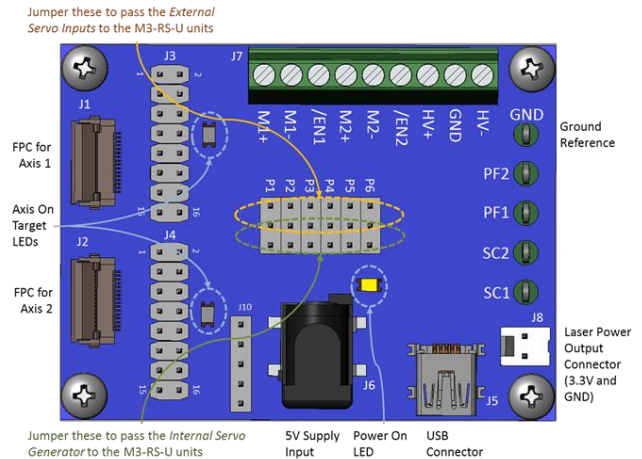 Jumper these to pass the External
Servo Inputs to the M3-RS-U units
J3
1
2
J7
M1+
M1-
/EN1
M2+
M2-
/EN2
HV+
GND
HV-
J1
FPC for
Axis 1
GND
Ground
Reference
PF2
PF1
SC2
SC1
P1
P2
P3
P4
P5
P6
15
16
Axis On
Target
LEDs
J4
1
2
J2
FPC for
Axis 2
J10
J8
Laser Power
Output
Connector
(3.3V and
GND)
15
16
J6
J5
Jumper these to pass the Internal Servo
Generator to the M3-RS-U units
5V Supply
Input
Power On
LED
USB
Connector